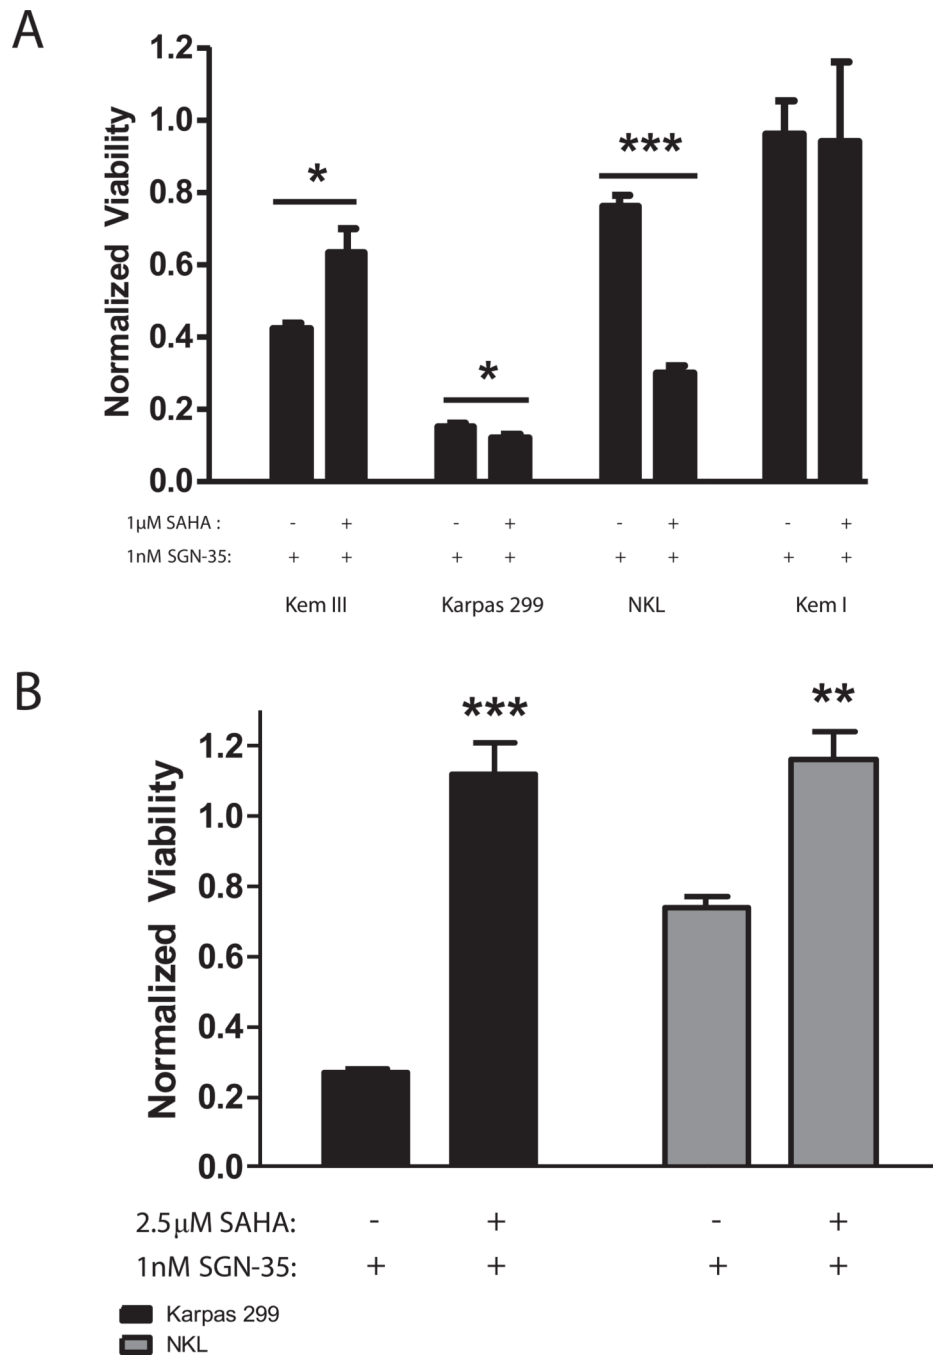 A
Normalized Viability
1.2
1.0
0.8
0.6
0.4
0.2
0.0
*
*
***
1µM SAHA : - + - + - + - +
1nM SGN-35: + + + + + + + +
Kem III Karpas 299 NKL Kem I
B
Normalized Viability
1.2
1.0
0.8
0.6
0.4
0.2
0.0
*** **
2.5µM SAHA: - + - +
1nM SGN-35: + + + +
Karpas 299
NKL